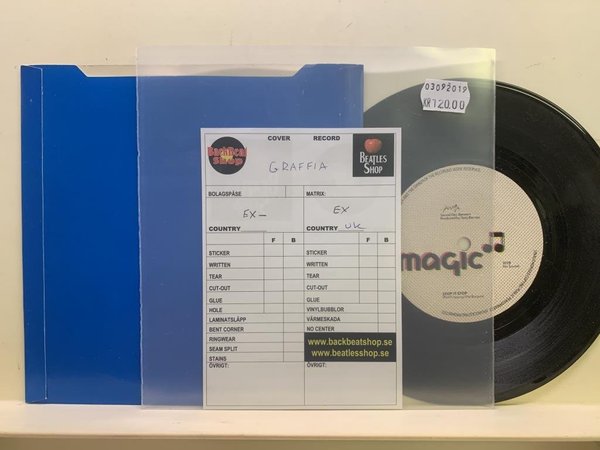 03092019
KR120.00
COVER RECORD
BackBeat
Shop
BEATLES
SHOP
GRAFFIA
BOLAGSPÅSE MATRIX:
EX- EX
COUNTRY COUNTRY UK
F B F B
STICKER STICKER
WRITTEN WRITTEN
TEAR TEAR
CUT-OUT CUT-OUT
GLUE GLUE
HOLE VINYLBUBBLOR
LAMINATSLÄPP VÄRMESKADA
BENT CORNER NO CENTER
RINGWEAR
SEAM SPLIT
STAINS
www.backbeatshop.se
www.beatlesshop.se
ÖVRIGT: ÖVRIGT:
magic